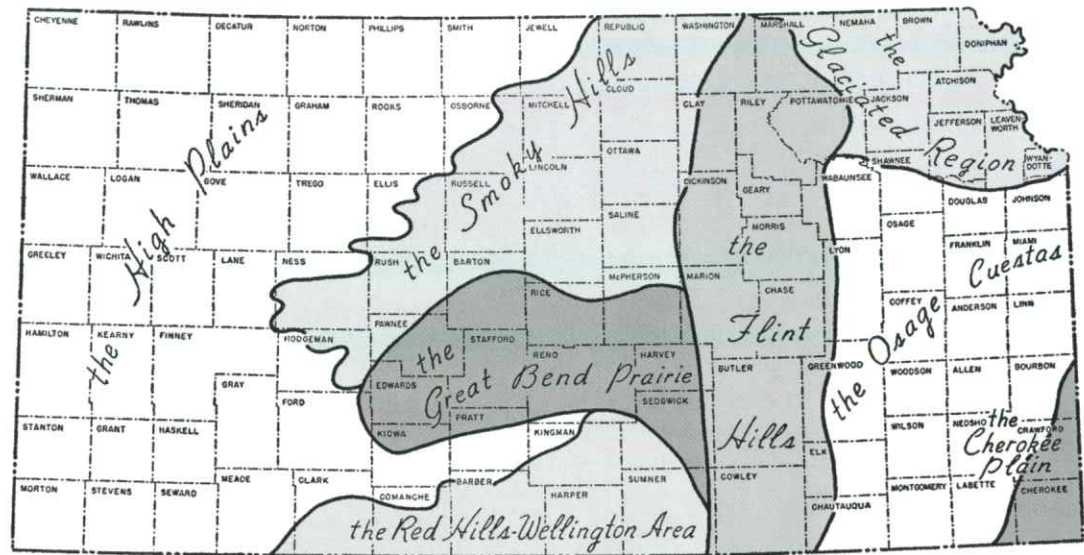 CHEYENNE RAWLINS DECATUR NORTON PHILLIPS SMITH JEWELL REPUBLIC WASHINGTON MARSHALL NEMAHA BROWN
DONIPHAN
the
Glaciated
Region
ATCHISON
SHERMAN THOMAS SHERIDAN GRAHAM ROOKS OSBORNE MITCHELL CLOUD CLAY RILEY POTTAWATOMIE JACKSON
JEFFERSON LEAVEN-
WORTH
the
Smoky
Hills
OTTAWA
WALLACE LOGAN GOVE TREGO ELLIS RUSSELL LINCOLN DICKINSON GEARY WABAUNSEE SHAWNEE WYAN-
DOTTE
the
High Plains
SALINE
ELLSWORTH
MORRIS
OSAGE
DOUGLAS JOHNSON
GREELEY WICHITA SCOTT LANE NESS RUSH BARTON McPHERSON MARION LYON FRANKLIN MIAMI
RICE
CHASE
COFFEY
ANDERSON LINN
the
Osage
Cuestas
HAMILTON KEARNY FINNEY HODGEMAN PAWNEE STAFFORD RENO HARVEY BUTLER GREENWOOD WOODSON ALLEN BOURBON
the
Flint
Hills
the
Great Bend Prairie
GRAY
FORD
EDWARDS
PRATT
SEDGWICK
STANTON GRANT HASKELL KIOWA KINGMAN ELK WILSON NEOSHO CRAWFORD
the
Cherokee
Plain
MEADE CLARK BARBER SUMNER COWLEY
MORTON STEVENS SEWARD COMANCHE HARPER CHAUTAUQUA MONTGOMERY LABETTE CHEROKEE
the Red Hills-Wellington Area